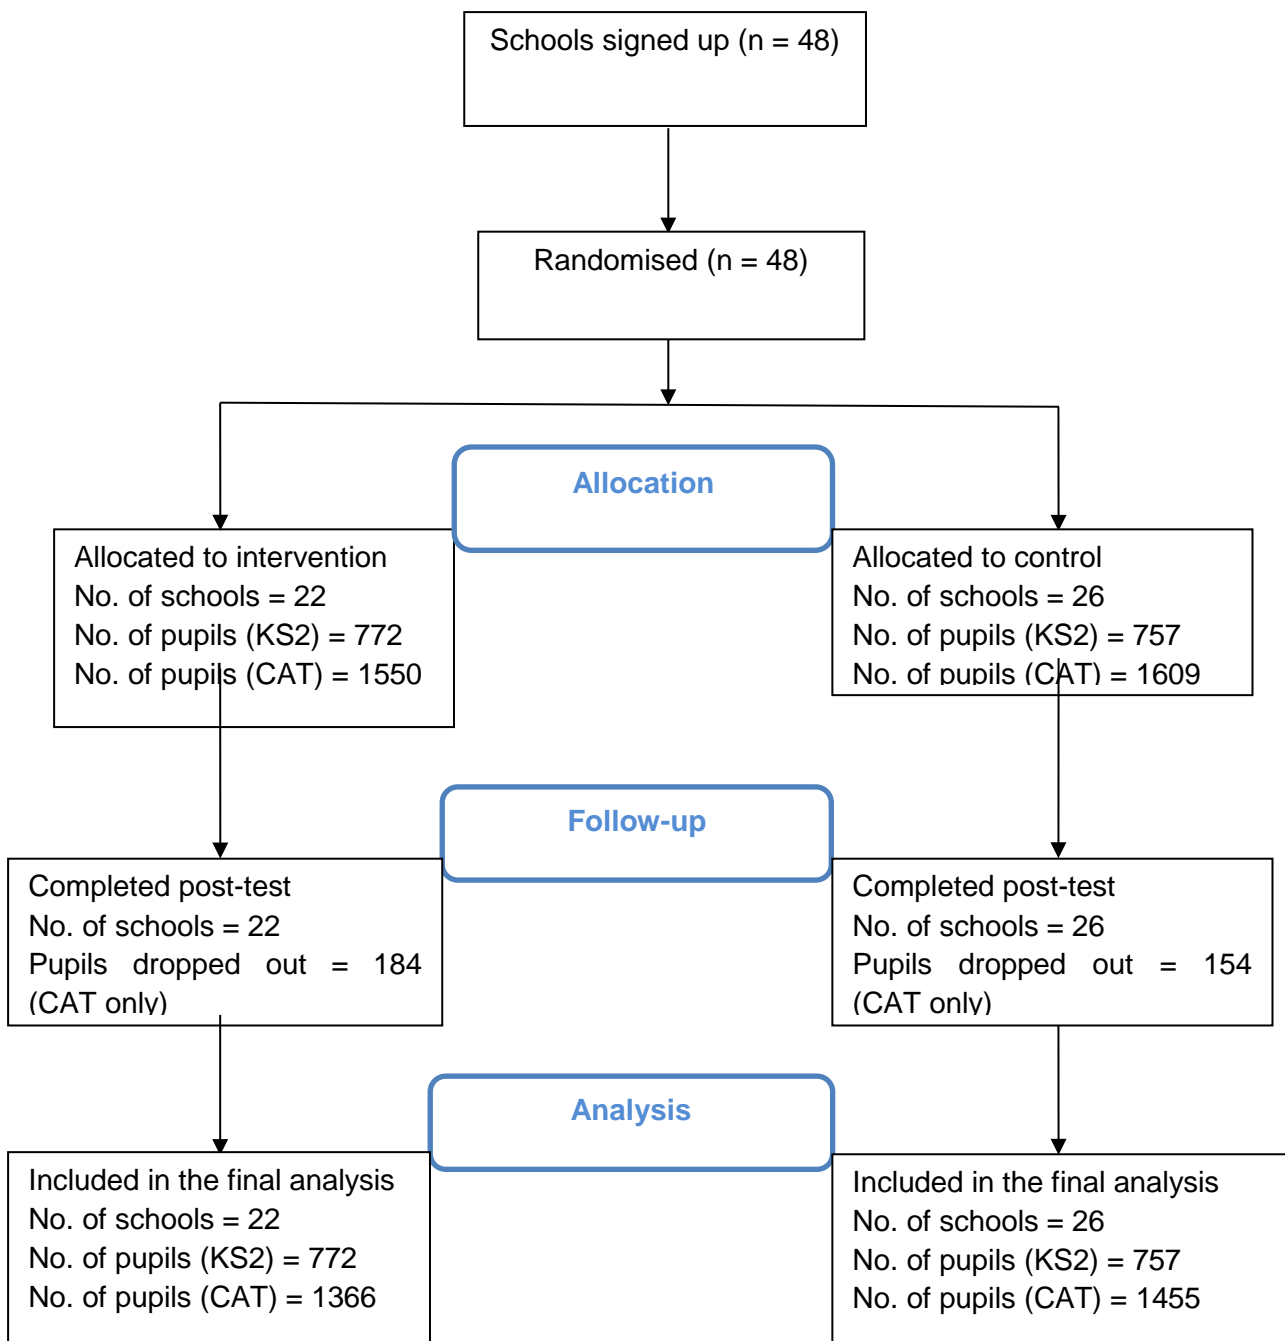 Schools signed up (n = 48)
Randomised (n = 48)
Allocation
Allocated to intervention
No. of schools = 22
No. of pupils (KS2) = 772
No. of pupils (CAT) = 1550
Allocated to control
No. of schools = 26
No. of pupils (KS2) = 757
No. of pupils (CAT) = 1609
Follow-up
Completed post-test
No. of schools = 22
Pupils dropped out = 184
(CAT only)
Completed post-test
No. of schools = 26
Pupils dropped out = 154
(CAT only)
Analysis
Included in the final analysis
No. of schools = 22
No. of pupils (KS2) = 772
No. of pupils (CAT) = 1366
Included in the final analysis
No. of schools = 26
No. of pupils (KS2) = 757
No. of pupils (CAT) = 1455